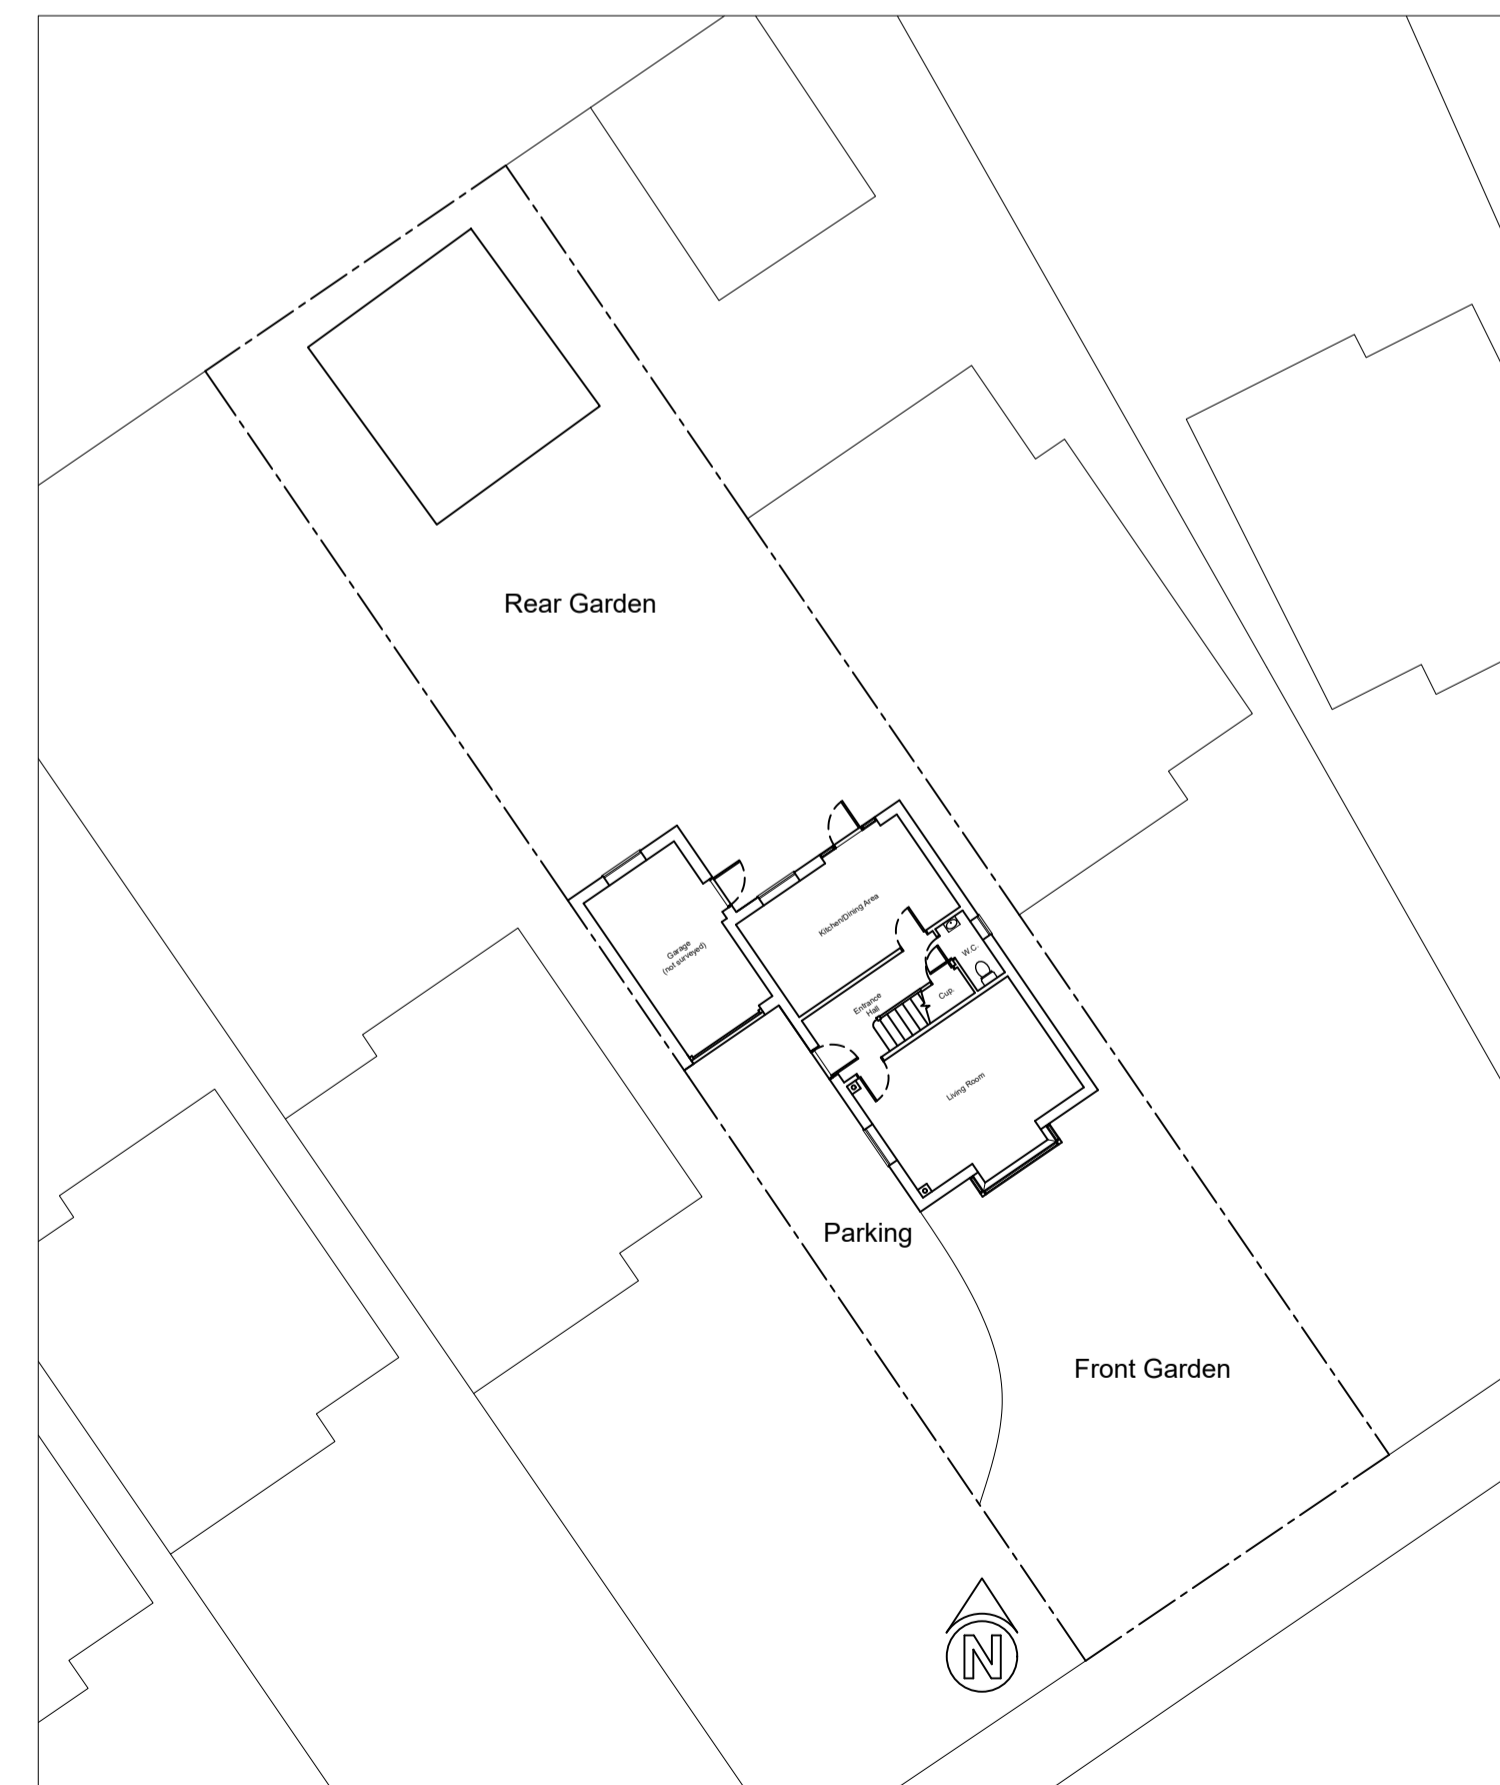 Rear Garden
Kitchen/Dining Area
Garage
(not surveyed)
W.C.
Cup.
Entrance
Hall
Living Room
Parking
Front Garden
N